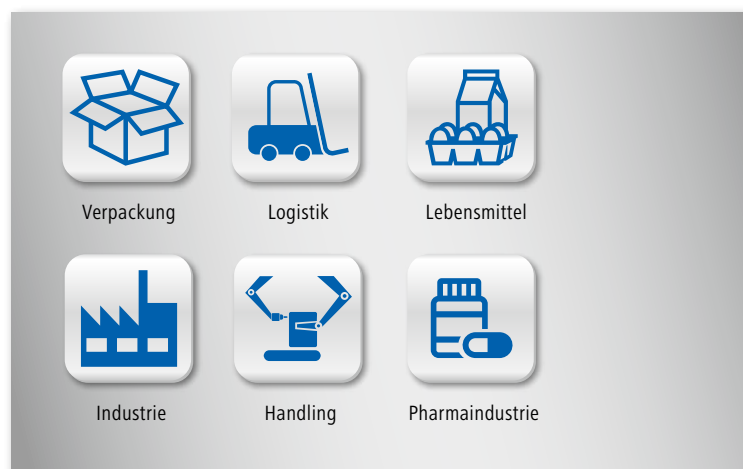 Verpackung
Logistik
Lebensmittel
Industrie
Handling
Pharmaindustrie